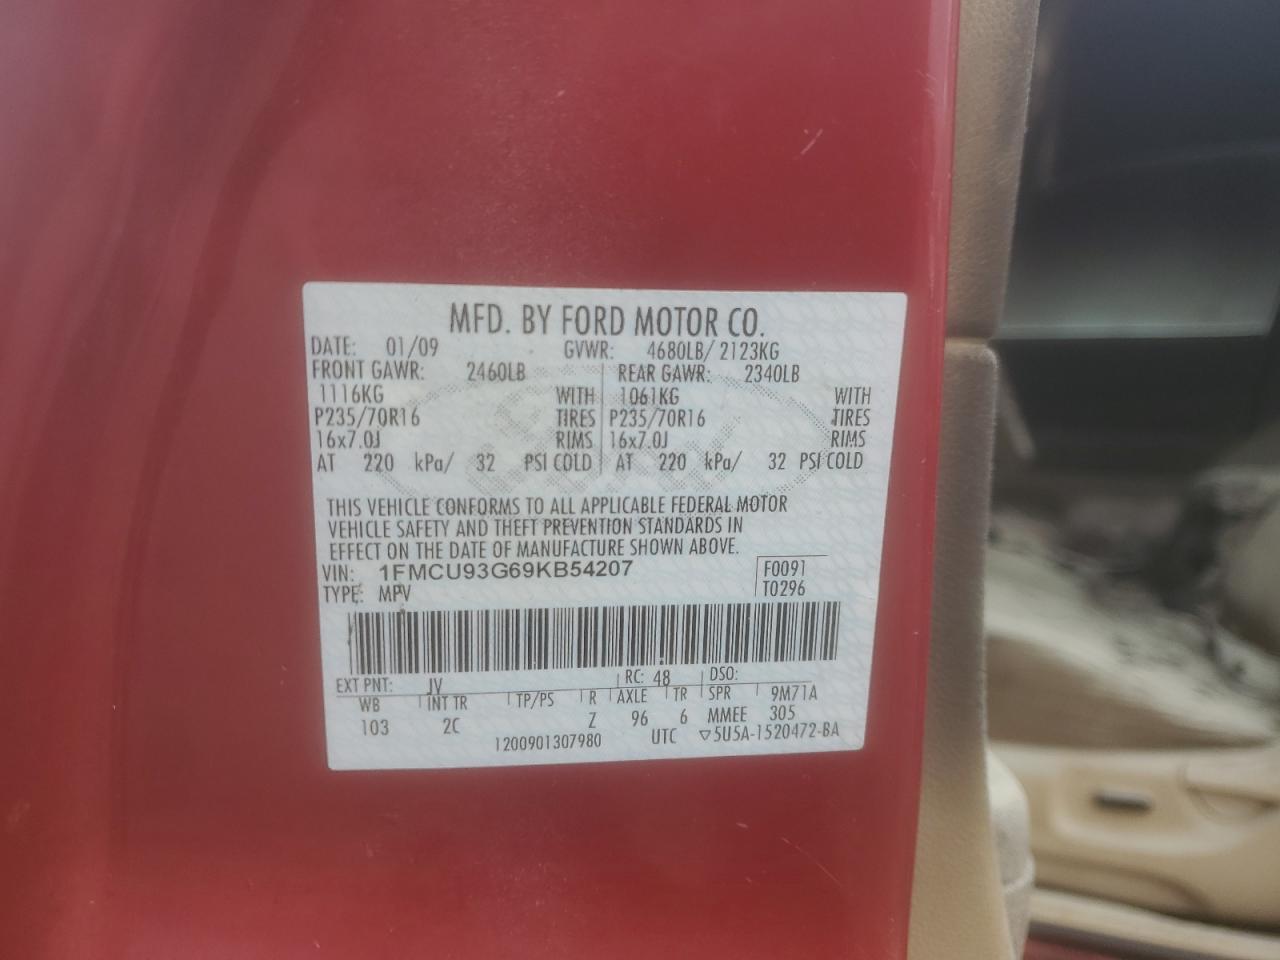 MFD. BY FORD MOTOR CO.
DATE: 01/09 GVWR: 4680LB/ 2123KG
FRONT GAWR: 2460LB REAR GAWR: 2340LB
1116KG WITH 1061KG WITH
P235/70R16 TIRES P235/70R16 TIRES
16x7.0J RIMS 16x7.0J RIMS
AT 220 kPa/ 32 PSI COLD AT 220 kPa/ 32 PSI COLD
THIS VEHICLE CONFORMS TO ALL APPLICABLE FEDERAL MOTOR
VEHICLE SAFETY AND THEFT PREVENTION STANDARDS IN
EFFECT ON THE DATE OF MANUFACTURE SHOWN ABOVE.
VIN: 1FMCU93G69KB54207 F0091
TYPE: MPV T0296
EXT PNT: JV RC: 48 DSO:
WB INT TR TP/PS R AXLE TR SPR 9M71A
103 2C Z 96 6 MMEE 305
1200901307980 UTC ▽5U5A-1520472-BA